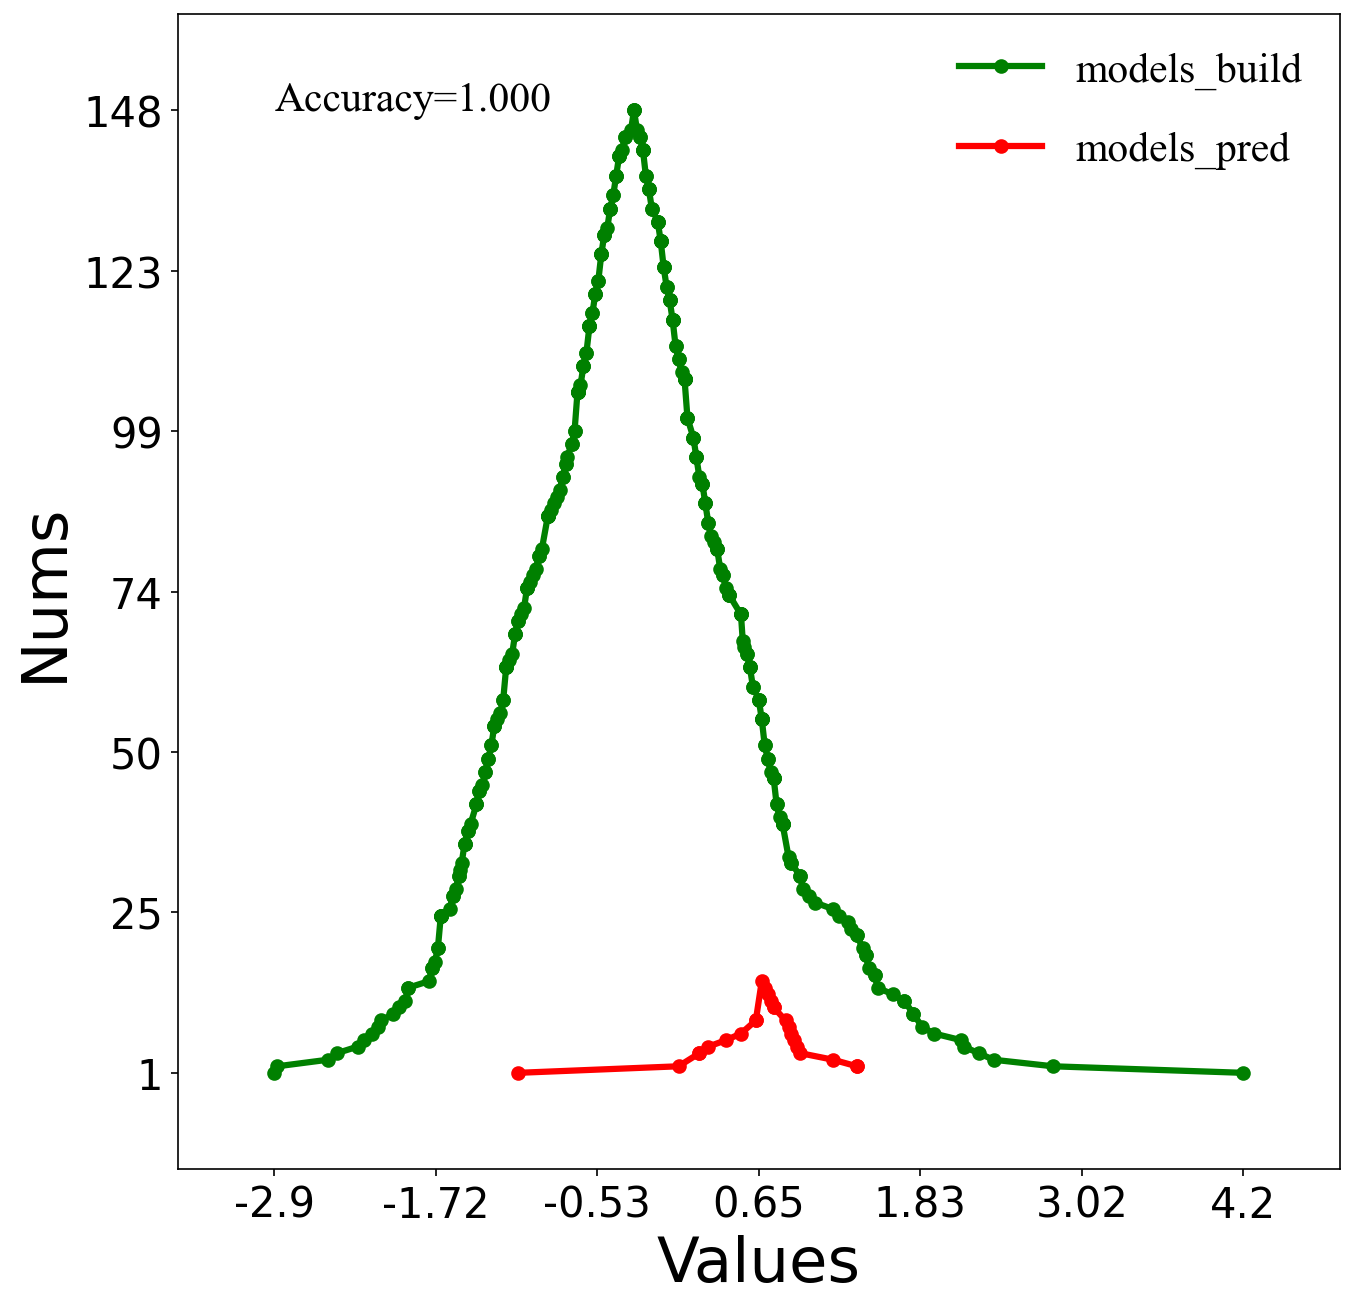 models_build
Accuracy=1.000
models_pred
148
123
99
74
50
25
1
Nums
-2.9 -1.72 -0.53 0.65 1.83 3.02 4.2
Values